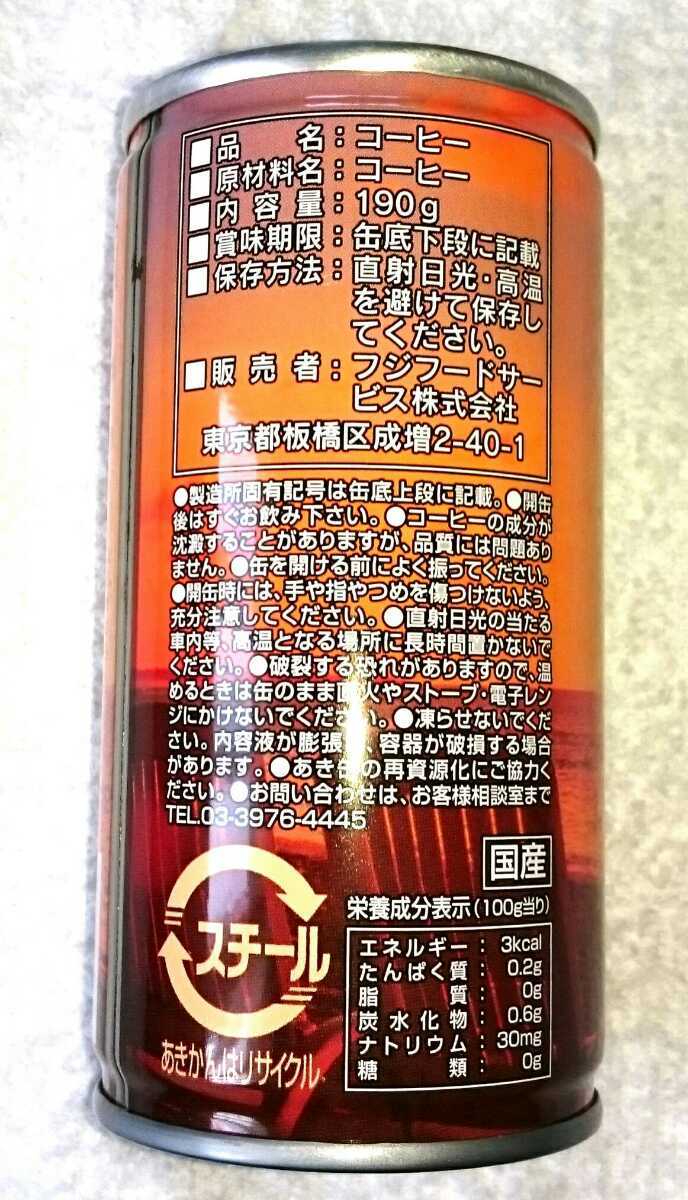 ■品名：コーヒー
■原材料名：コーヒー
■内容量：190g
■賞味期限：缶底下段に記載
■保存方法：直射日光・高温
を避けて保存し
てください。
■販売者：フジフードサー
ビス株式会社
東京都板橋区成増2-40-1
●製造所固有記号は缶底上段に記載。●開缶
後はすぐお飲み下さい。●コーヒーの成分が
沈澱することがありますが、品質には問題あり
ません。●缶を開ける前によく振ってください。
●開缶時には、手や指やつめを傷つけないよう、
充分注意してください。●直射日光の当たる
車内等、高温となる場所に長時間置かないで
ください。●破裂する恐れがありますので、温
めるときは缶のまま直火やストーブ・電子レン
ジにかけないでください。●凍らせないでくだ
さい。内容液が膨張、容器が破損する場合
があります。●あき缶の再資源化にご協力く
ださい。●お問い合わせは、お客様相談室まで
TEL.03-3976-4445
国産
スチール
あきかんはリサイクル
栄養成分表示(100g当り)
エネルギー：3kcal
たんぱく質：0.2g
脂質：0g
炭水化物：0.6g
ナトリウム：30mg
糖類：0g